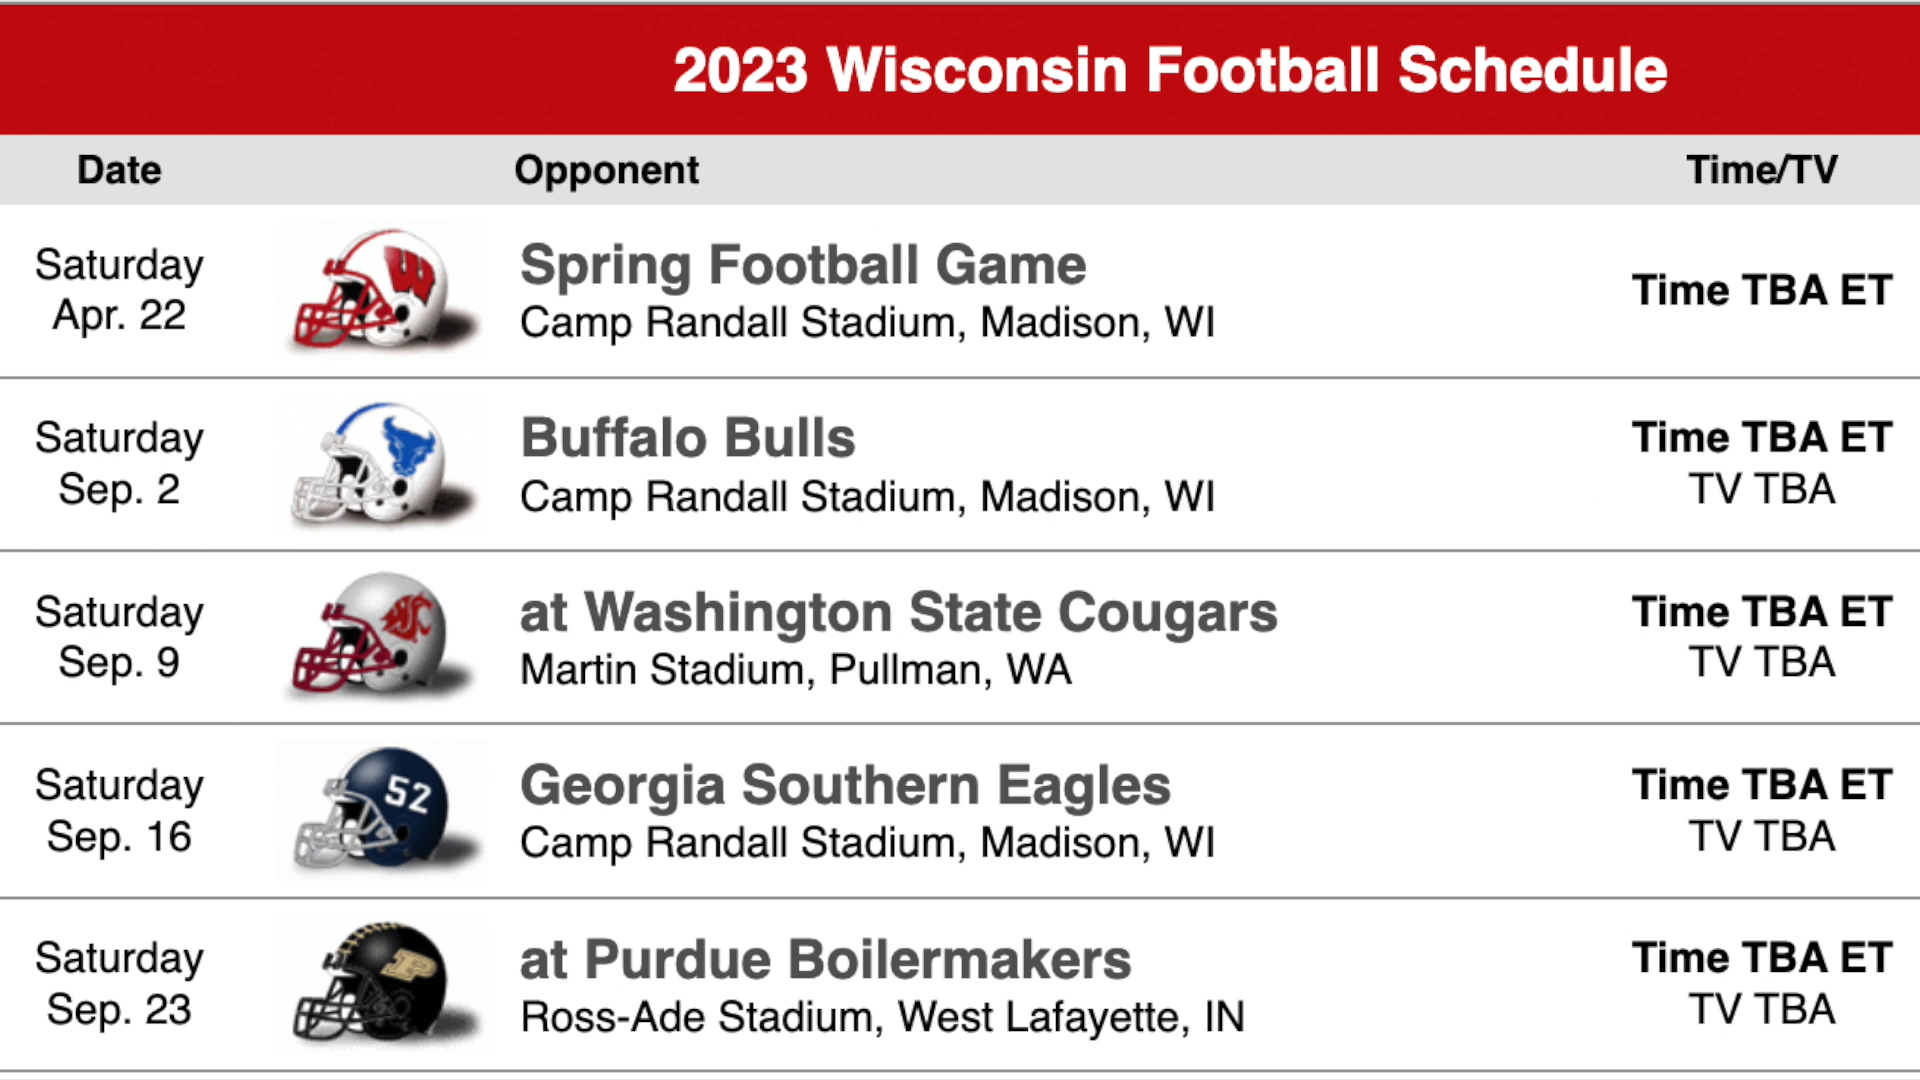 2023 Wisconsin Football Schedule
Date Opponent Time/TV
Saturday
Apr. 22
W
Spring Football Game
Camp Randall Stadium, Madison, WI
Time TBA ET
Saturday
Sep. 2
Buffalo Bulls
Camp Randall Stadium, Madison, WI
Time TBA ET
TV TBA
Saturday
Sep. 9
at Washington State Cougars
Martin Stadium, Pullman, WA
Time TBA ET
TV TBA
Saturday
Sep. 16
52
Georgia Southern Eagles
Camp Randall Stadium, Madison, WI
Time TBA ET
TV TBA
Saturday
Sep. 23
P
at Purdue Boilermakers
Ross-Ade Stadium, West Lafayette, IN
Time TBA ET
TV TBA